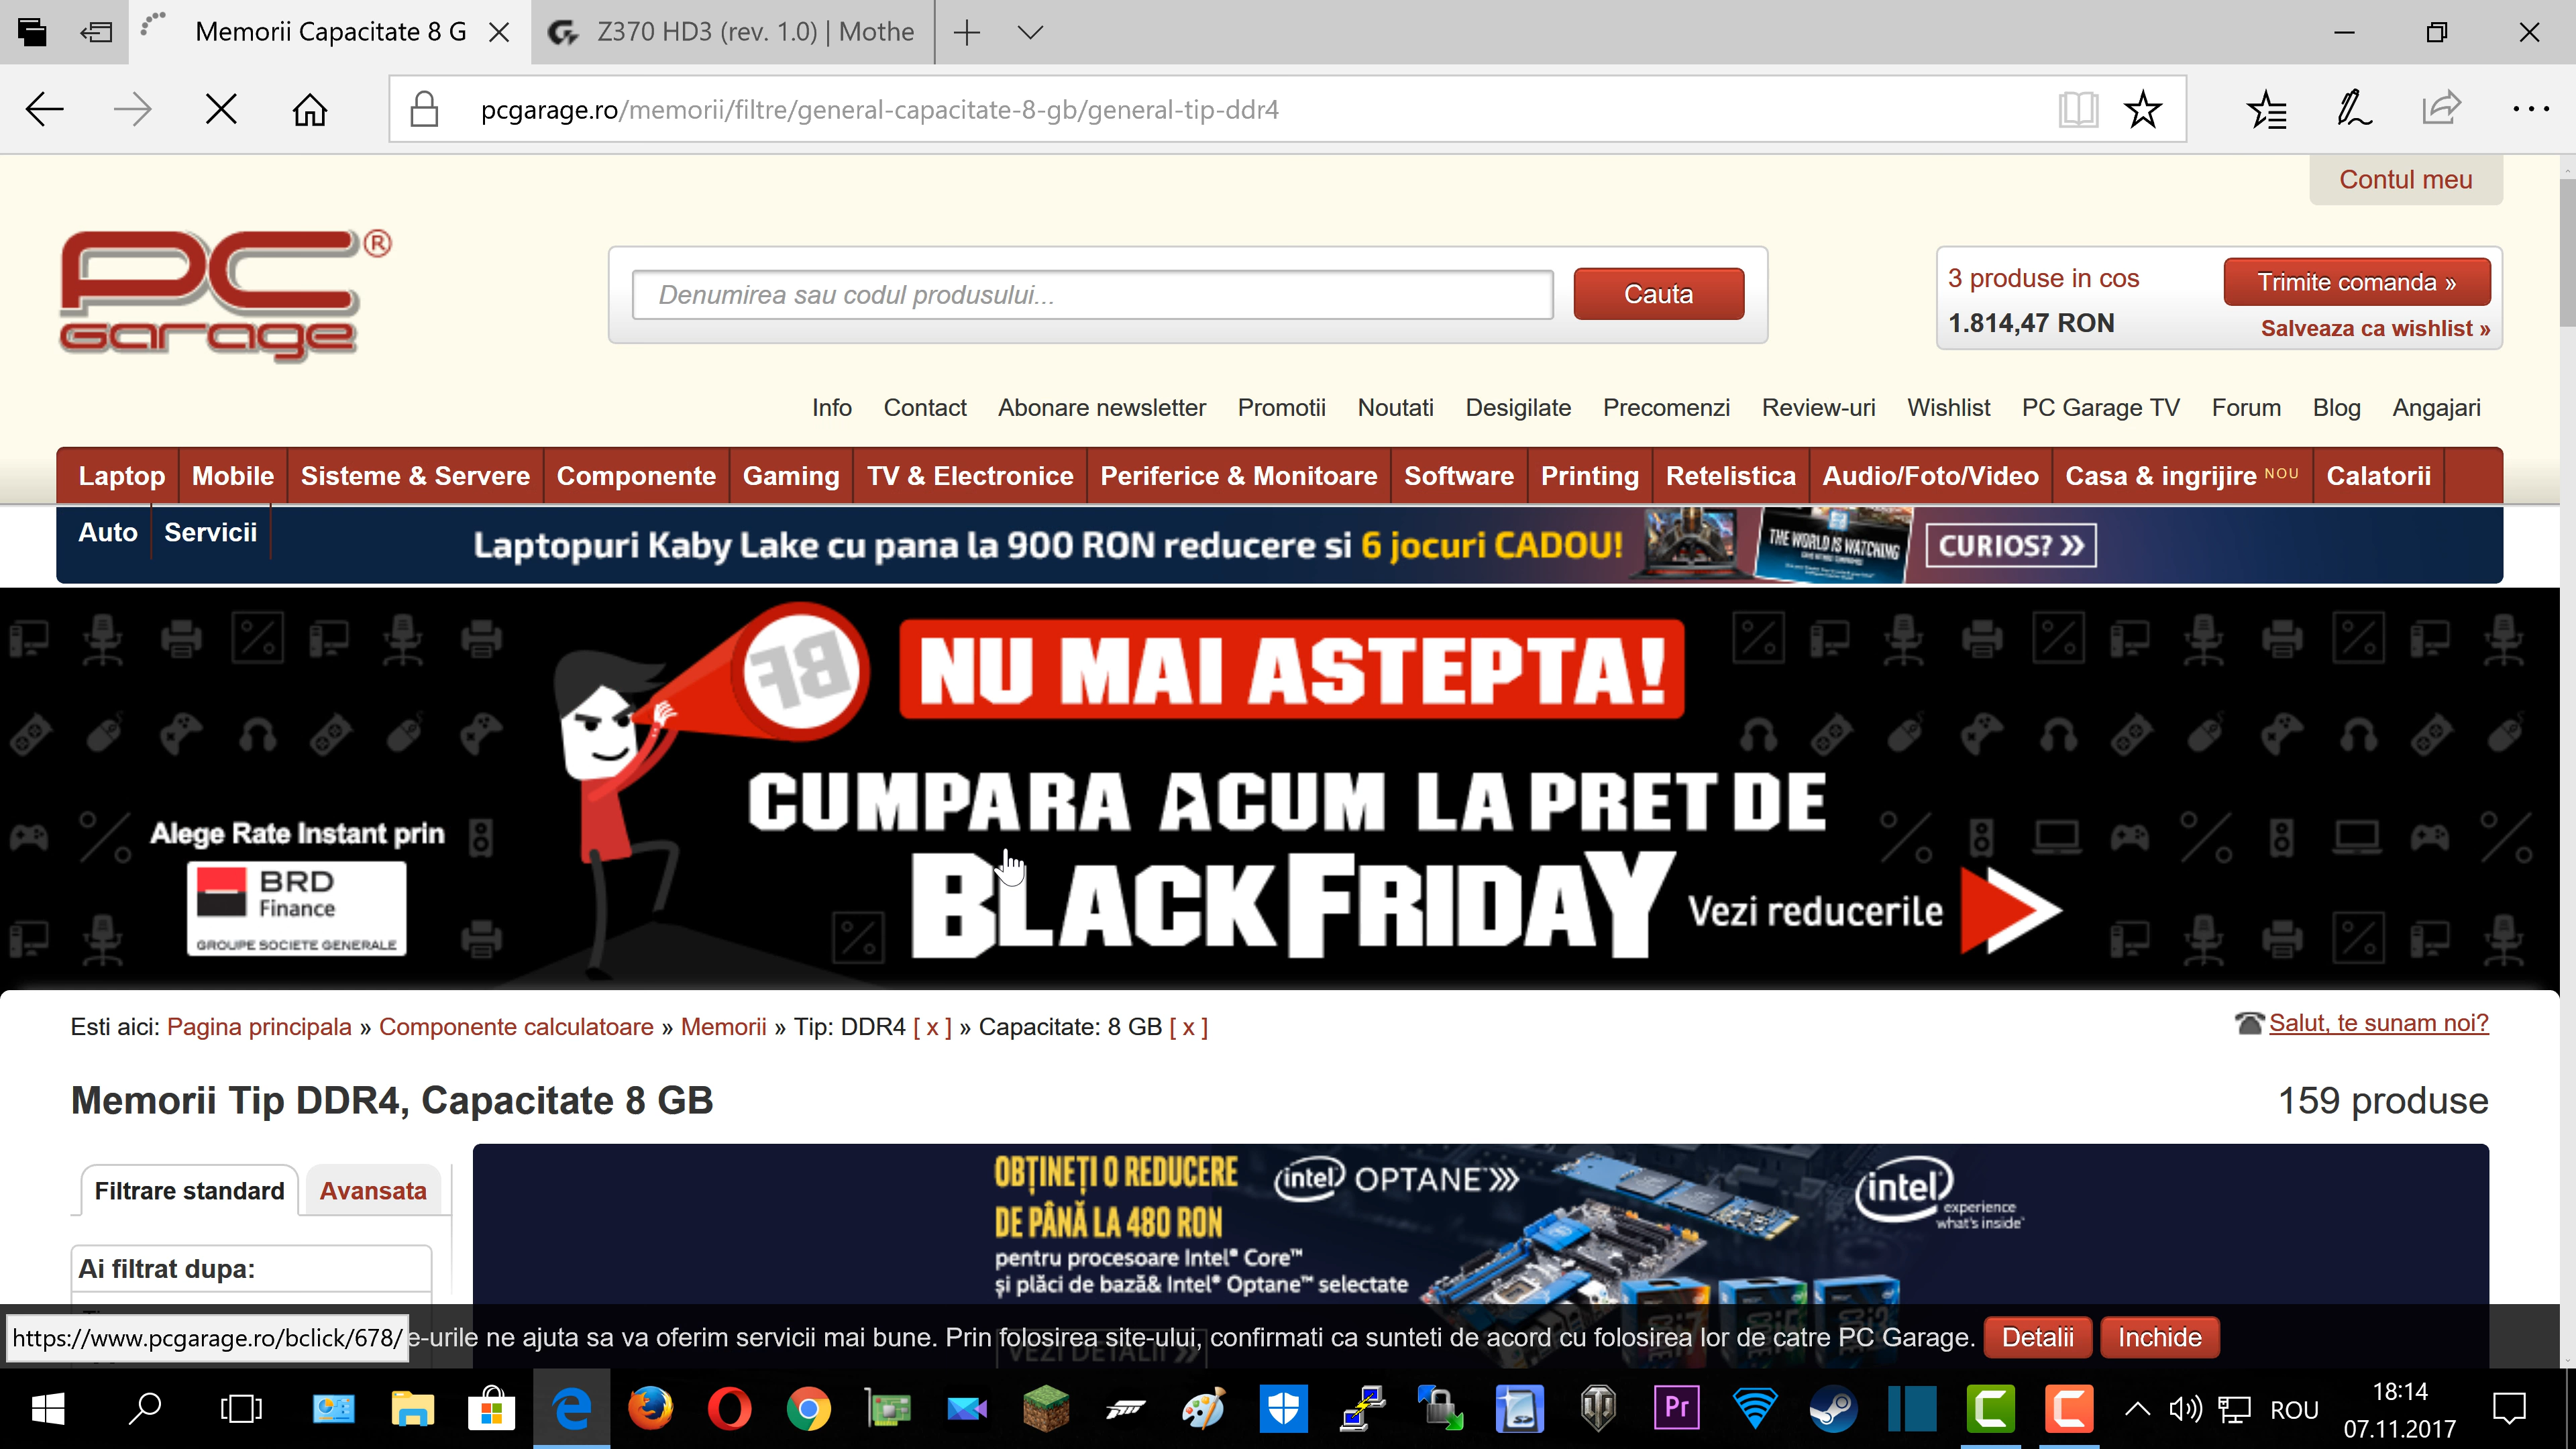 Memorii Capacitate 8 G
Z370 HD3 (rev. 1.0) | Mothe
pcgarage.ro/memorii/filtre/general-capacitate-8-gb/general-tip-ddr4
Contul meu
PC garage ®
Denumirea sau codul produsului...
Cauta
3 produse in cos
Trimite comanda »
1.814,47 RON
Salveaza ca wishlist »
Info Contact Abonare newsletter Promotii Noutati Desigilate Precomenzi Review-uri Wishlist PC Garage TV Forum Blog Angajari
Laptop Mobile Sisteme & Servere Componente Gaming TV & Electronice Periferice & Monitoare Software Printing Retelistica Audio/Foto/Video Casa & ingrijire NOU Calatorii
Auto Servicii
Laptopuri Kaby Lake cu pana la 900 RON reducere si 6 jocuri CADOU!
THE WORLD IS WATCHING
CURIOS? »
BF
NU MAI ASTEPTA!
CUMPARA ACUM LA PRET DE
BLACK FRIDAY
Vezi reducerile
Alege Rate Instant prin
BRD
Finance
GROUPE SOCIETE GENERALE
Esti aici: Pagina principala » Componente calculatoare » Memorii » Tip: DDR4 [ x ] » Capacitate: 8 GB [ x ]
Salut, te sunam noi?
Memorii Tip DDR4, Capacitate 8 GB
159 produse
Filtrare standard
Avansata
Ai filtrat dupa:
OBȚINEȚI O REDUCERE
DE PÂNĂ LA 480 RON
pentru procesoare Intel® Core™
și plăci de bază& Intel® Optane™ selectate
VEZI DETALII »
intel OPTANE »
intel
experience
what's inside™
https://www.pcgarage.ro/bclick/678/
e-urile ne ajuta sa va oferim servicii mai bune. Prin folosirea site-ului, confirmati ca sunteti de acord cu folosirea lor de catre PC Garage.
Detalii
Inchide
Pr
ROU
18:14
07.11.2017